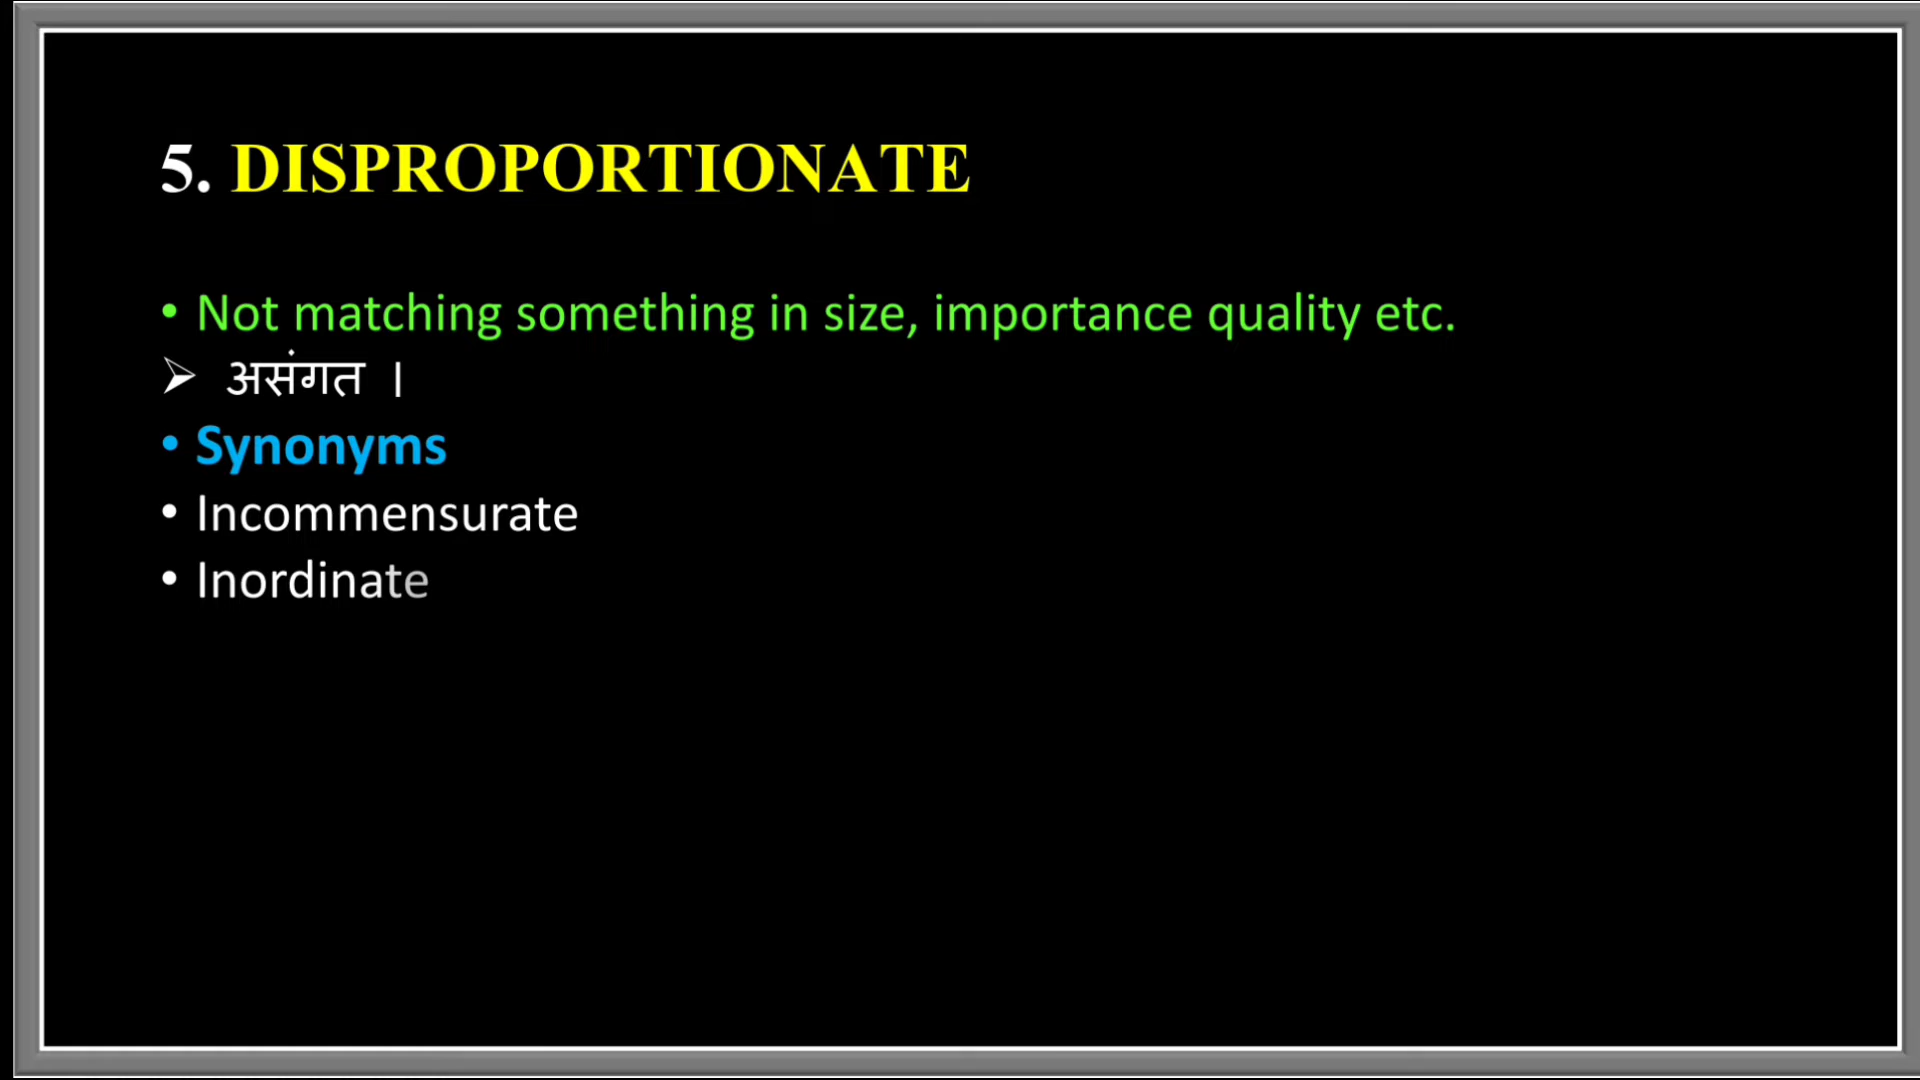 5. DISPROPORTIONATE
• Not matching something in size, importance quality etc.
➢ असंगत ।
• Synonyms
• Incommensurate
• Inordinate